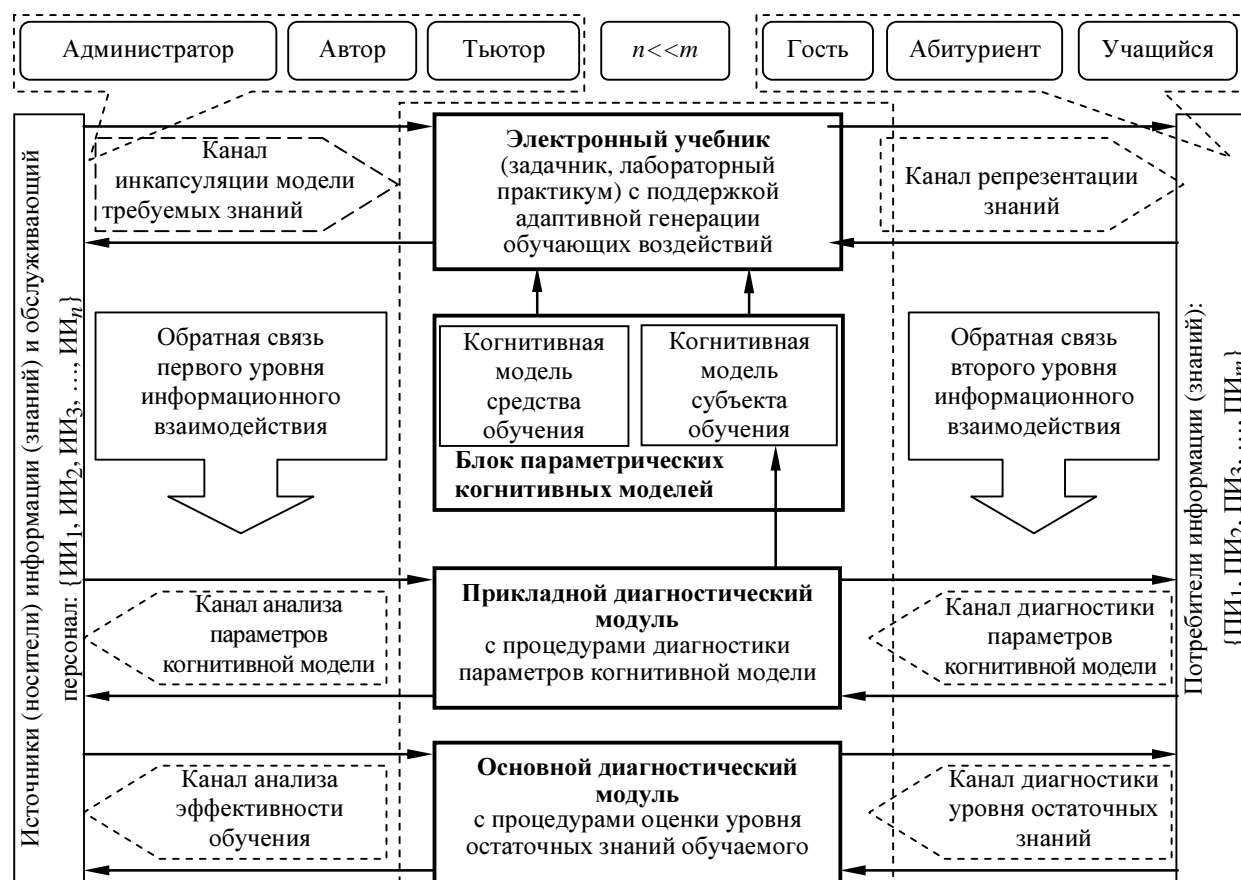 Администратор
Автор
Тьютор
n<<m
Гость
Абитуриент
Учащийся
Источники (носители) информации (знаний) и обслуживающий
персонал: {ИИ1, ИИ2, ИИ3, …, ИИn}
Канал
инкапсуляции модели
требуемых знаний
Электронный учебник
(задачник, лабораторный
практикум) с поддержкой
адаптивной генерации
обучающих воздействий
Канал репрезентации
знаний
Потребители информации (знаний):
{ПИ1, ПИ2, ПИ3, …, ПИm}
Обратная связь
первого уровня
информационного
взаимодействия
Когнитивная
модель
средства
обучения
Когнитивная
модель
субъекта
обучения
Блок параметрических
когнитивных моделей
Обратная связь
второго уровня
информационного
взаимодействия
Канал анализа
параметров
когнитивной модели
Прикладной диагностический
модуль
с процедурами диагностики
параметров когнитивной модели
Канал диагностики
параметров
когнитивной модели
Канал анализа
эффективности
обучения
Основной диагностический
модуль
с процедурами оценки уровня
остаточных знаний обучаемого
Канал диагностики
уровня остаточных
знаний